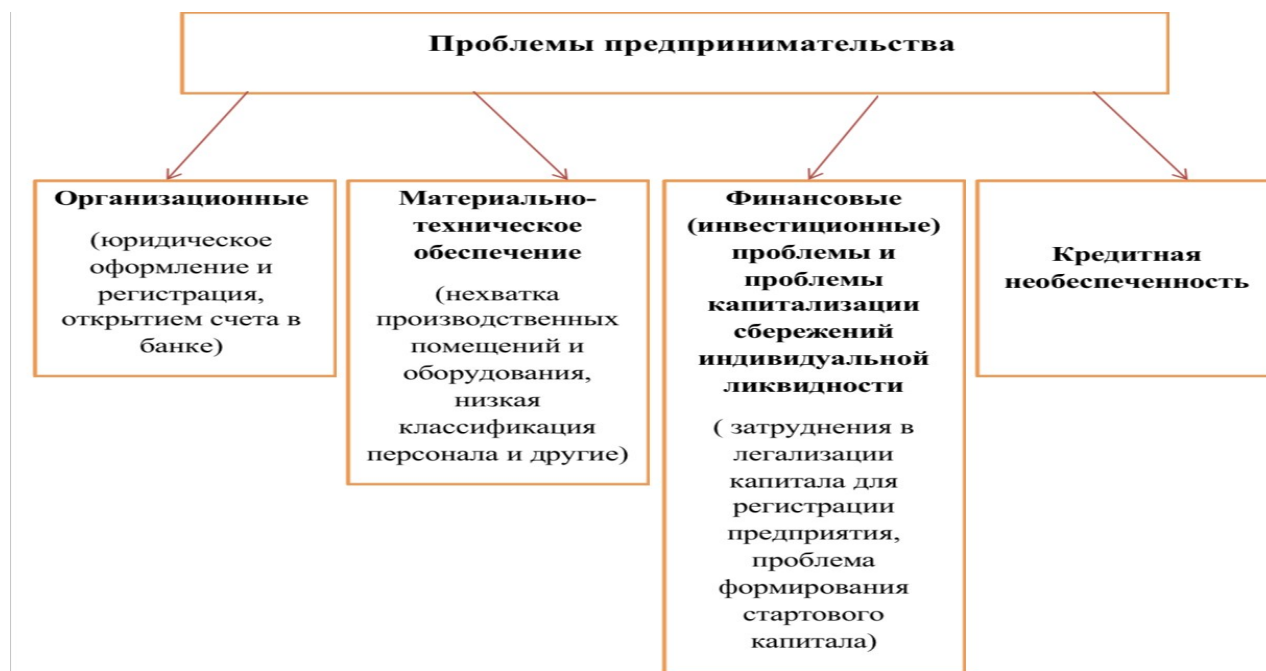 Проблемы предпринимательства
Организационные
(юридическое
оформление и
регистрация,
открытием счета в
банке)
Материально-
техническое
обеспечение
(нехватка
производственных
помещений и
оборудования,
низкая
классификация
персонала и другие)
Финансовые
(инвестиционные)
проблемы и
проблемы
капитализации
сбережений
индивидуальной
ликвидности
( затруднения в
легализации
капитала для
регистрации
предприятия,
проблема
формирования
стартового
капитала)
Кредитная
необеспеченность